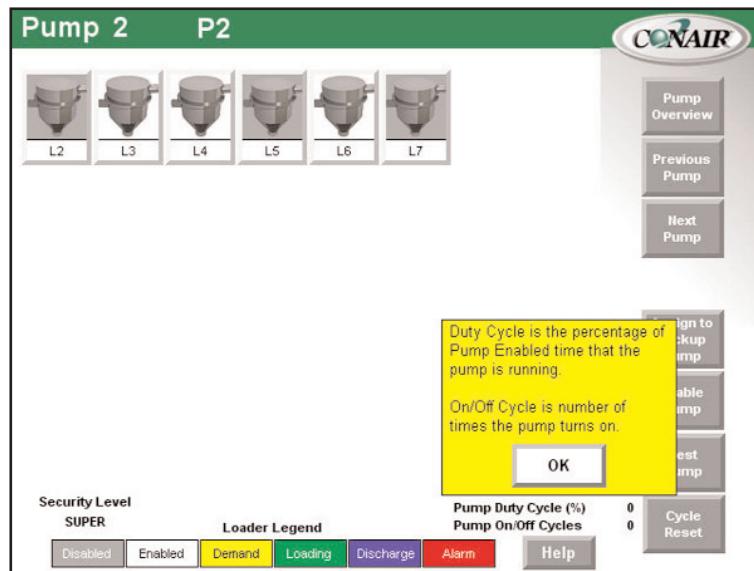 Pump 2 P2
CONAIR
L2 L3 L4 L5 L6 L7
Pump
Overview
Previous
Pump
Next
Pump
Duty Cycle is the percentage of
Pump Enabled time that the
pump is running.
On/Off Cycle is number of
times the pump turns on.
OK
Security Level
SUPER
Loader Legend
Disabled Enabled Demand Loading Discharge Alarm
Pump Duty Cycle (%) 0
Pump On/Off Cycles 0
Help
Cycle
Reset